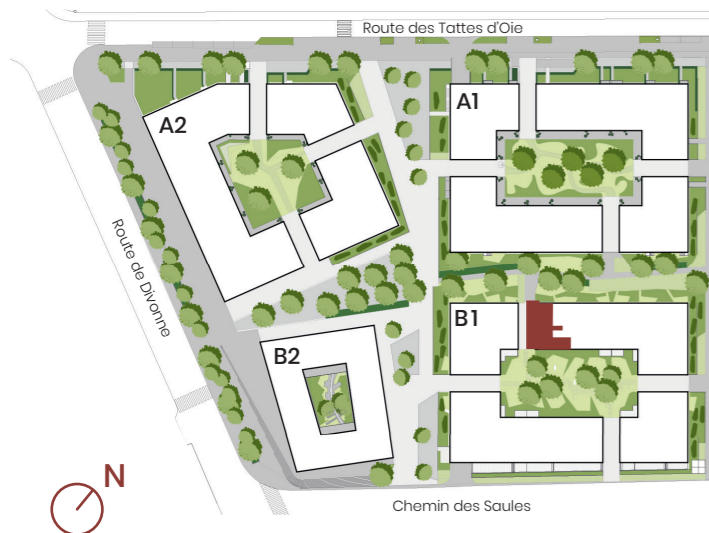 Route des Tattes d'Oie
A2
A1
Route de Divonne
B1
B2
N
Chemin des Saules